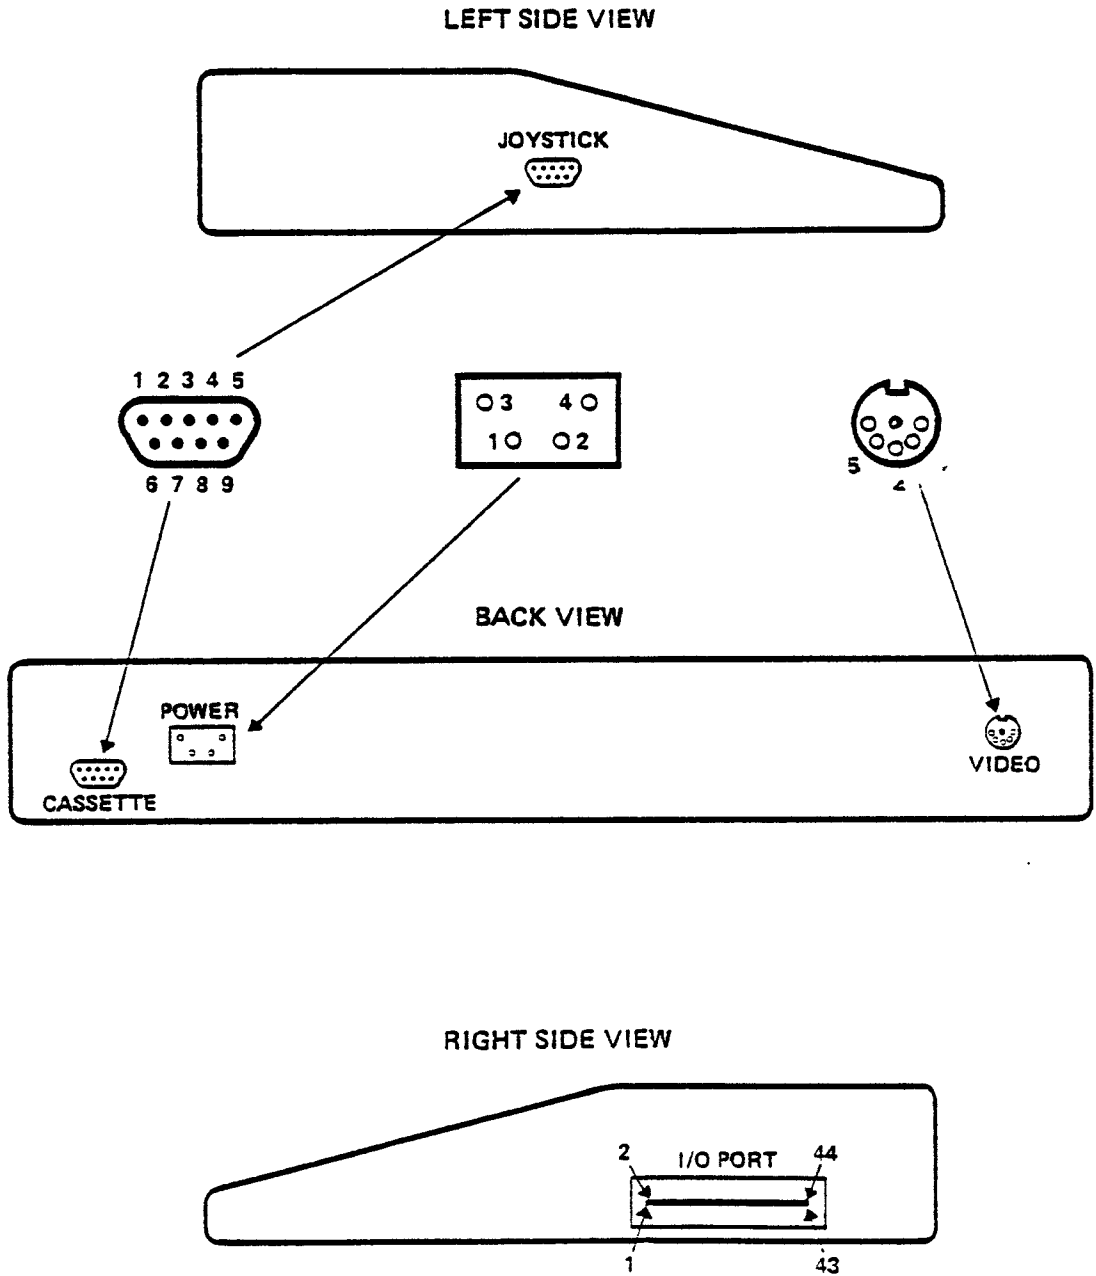 LEFT SIDE VIEW
JOYSTICK
1 2 3 4 5
6 7 8 9
3 4
1 2
5
BACK VIEW
POWER
CASSETTE
VIDEO
RIGHT SIDE VIEW
2 I/O PORT 44
1 43